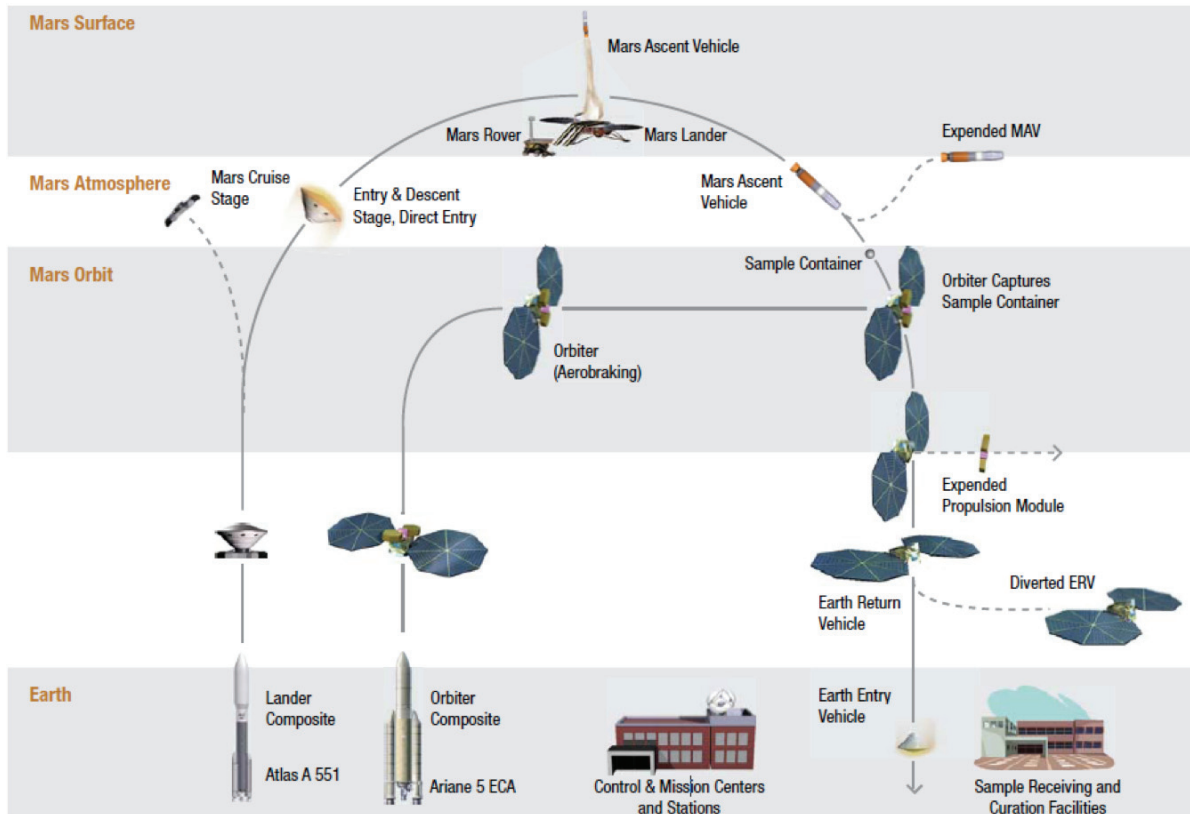 Mars Surface
Mars Ascent Vehicle
Mars Rover
Mars Lander
Expended MAV
Mars Atmosphere
Mars Cruise
Stage
Entry & Descent
Stage, Direct Entry
Mars Ascent
Vehicle
Mars Orbit
Sample Container
Orbiter Captures
Sample Container
Orbiter
(Aerobraking)
Expended
Propulsion Module
Diverted ERV
Earth Return
Vehicle
Earth
Lander
Composite
Atlas A 551
Orbiter
Composite
Ariane 5 ECA
Control & Mission Centers
and Stations
Earth Entry
Vehicle
Sample Receiving and
Curation Facilities